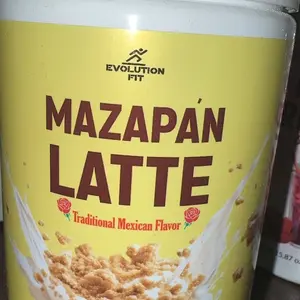 EVOLUTION
FIT
MAZAPÁN
LATTE
Traditional Mexican Flavor